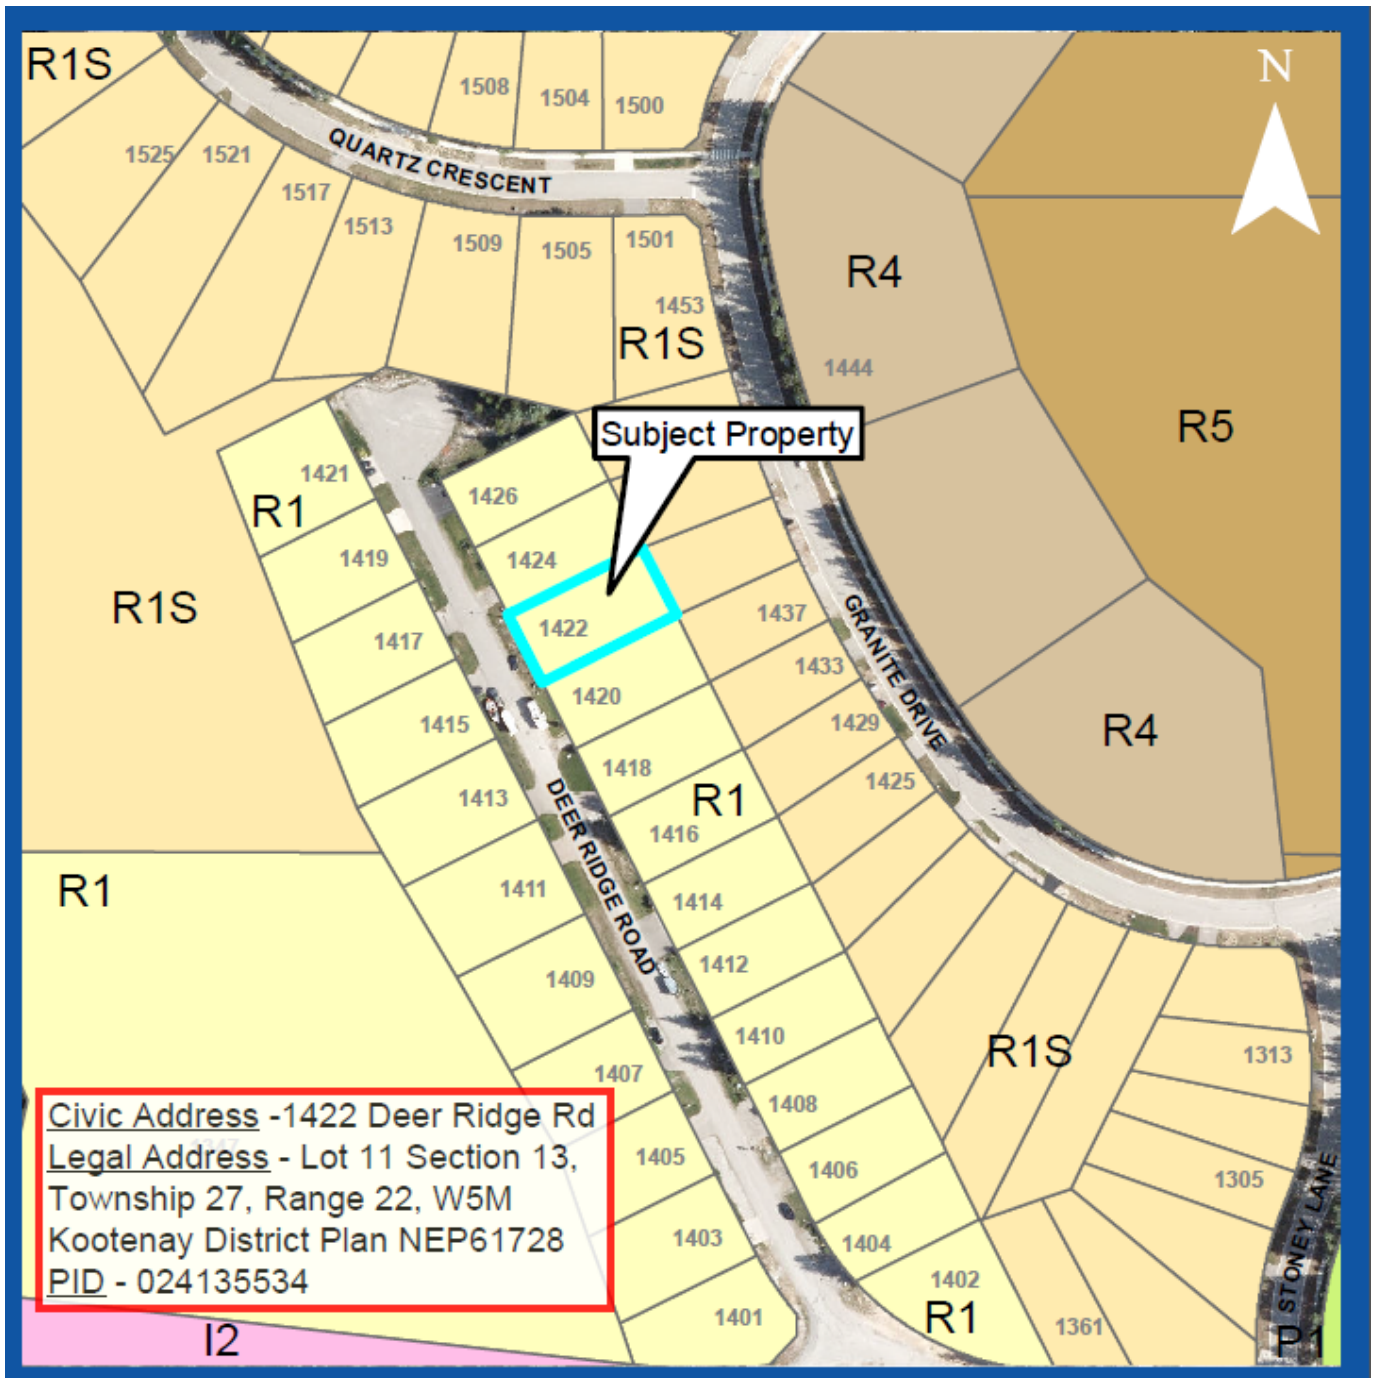 R1S
N
1508
1504
1500
QUARTZ CRESCENT
1525
1521
1517
1513
1509
1505
1501
1453
R1S
R4
1444
R5
Subject Property
1421
R1
1426
1419
1424
R1S
1422
1437
GRANITE DRIVE
1417
1433
1420
1415
1429
R4
1418
1425
1413
R1
DEER RIDGE ROAD
1416
R1
1411
1414
1409
1412
1410
R1S
1313
1407
1408
Civic Address -1422 Deer Ridge Rd
Legal Address - Lot 11 Section 13,
Township 27, Range 22, W5M
Kootenay District Plan NEP61728
PID - 024135534
1405
1406
1305
STONEY LANE
1403
1404
1402
1401
R1
1361
I2
P1